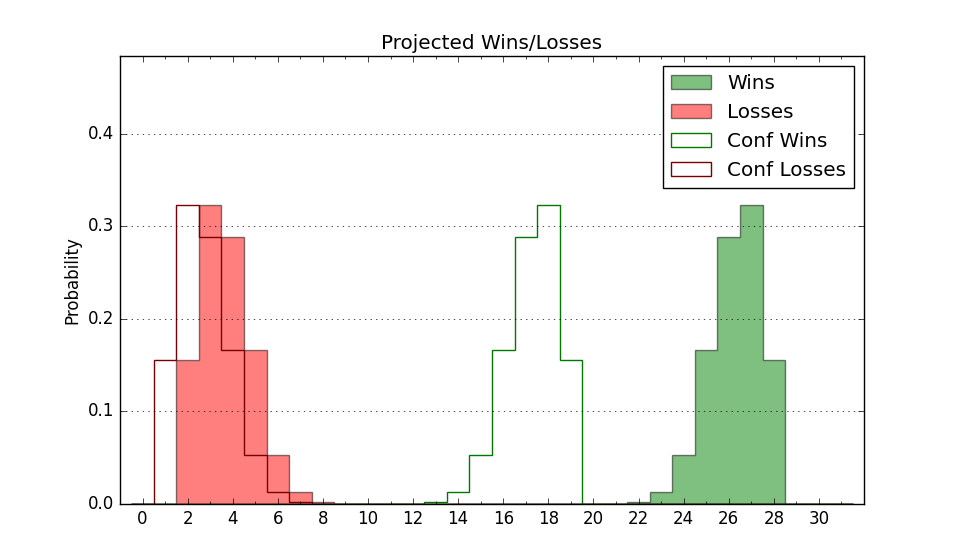 Projected Wins/Losses
Wins
Losses
Conf Wins
Conf Losses
Probability
0.4
0.3
0.2
0.1
0.0
0 2 4 6 8 10 12 14 16 18 20 22 24 26 28 30